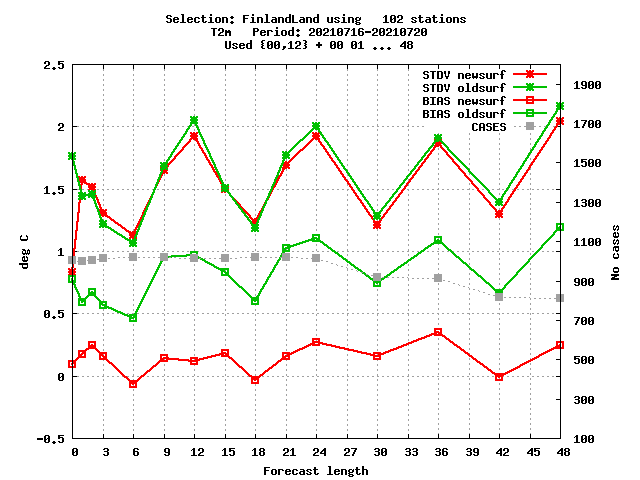 Selection: FinlandLand using   102 stations
T2m   Period: 20210716-20210720
Used {00,12} + 00 01 ... 48
STDV newsurf
STDV oldsurf
BIAS newsurf
BIAS oldsurf
CASES
2.5
2
1.5
1
0.5
0
-0.5
deg C
1900
1700
1500
1300
1100
900
700
500
300
100
No cases
0 3 6 9 12 15 18 21 24 27 30 33 36 39 42 45 48
Forecast length